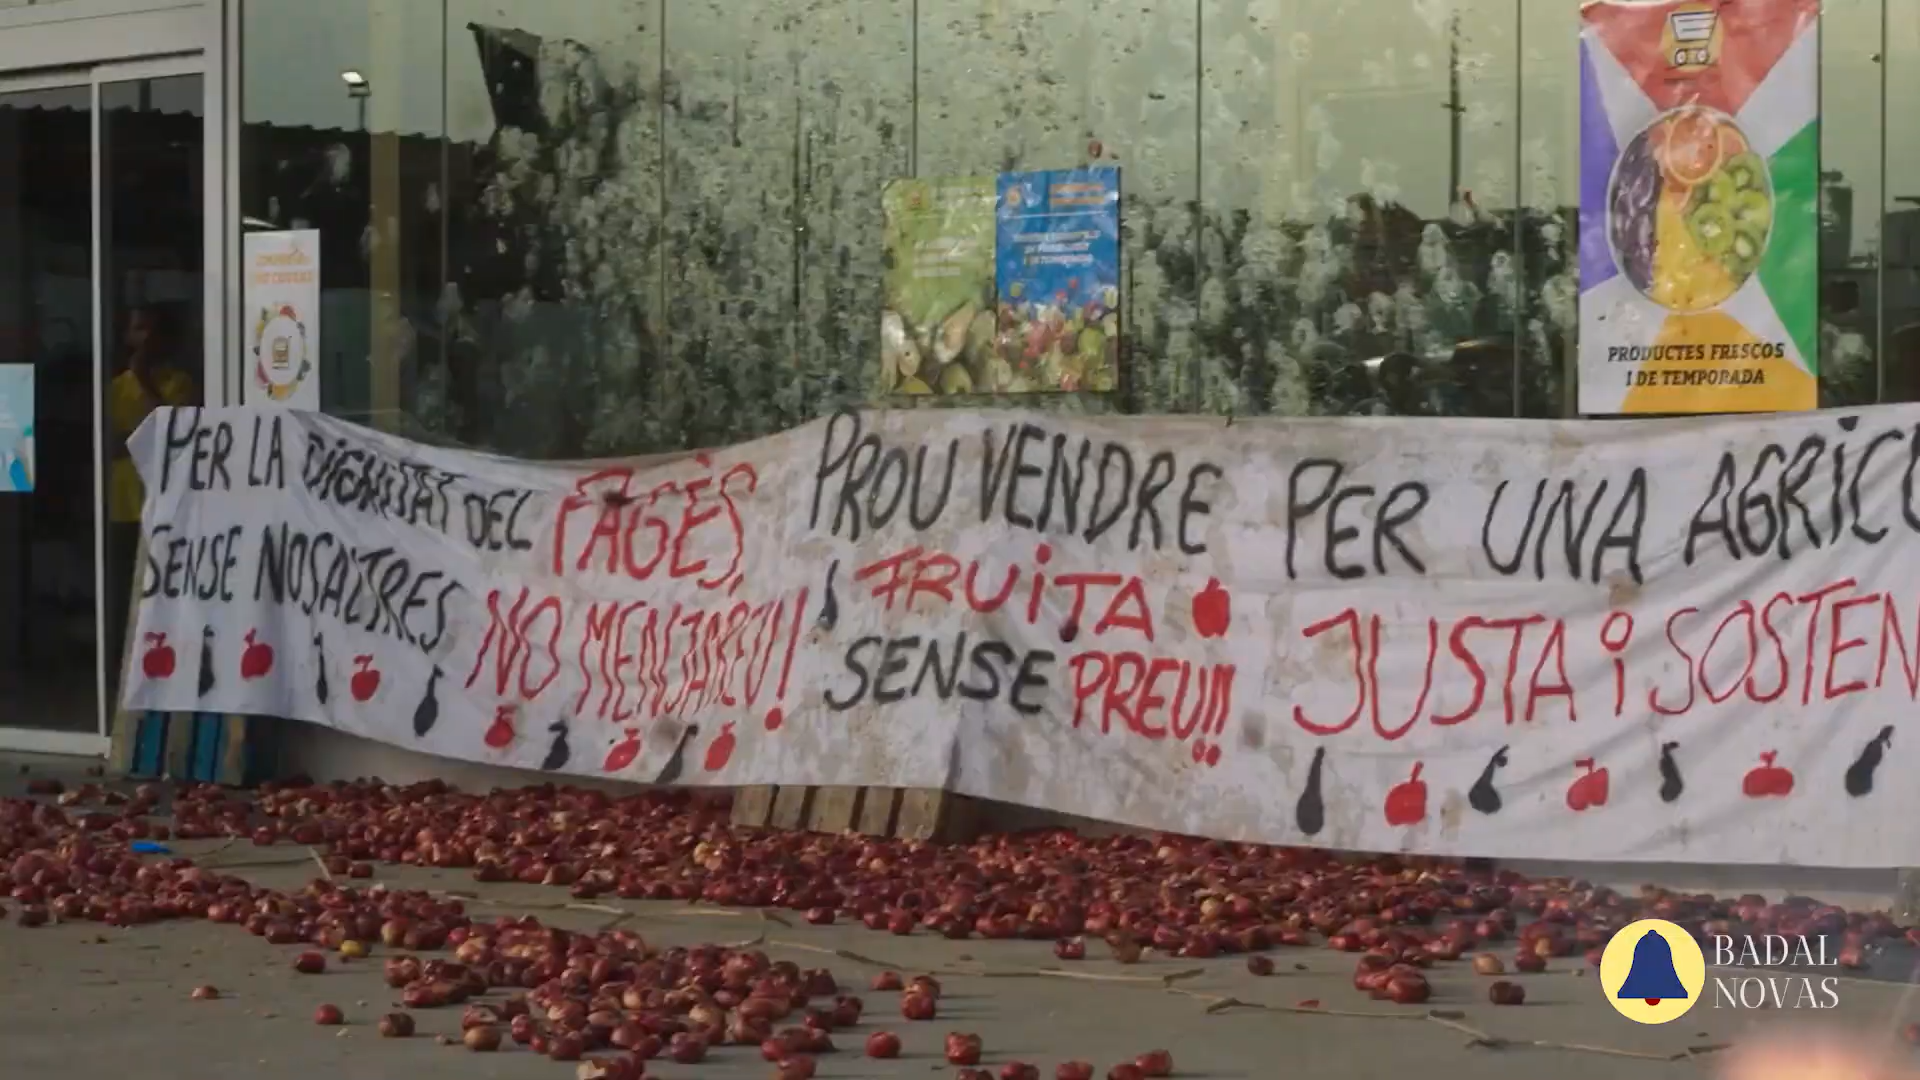 PRODUCTES FRESCOS
I DE TEMPORADA
PER LA DIGNITAT DEL FAGÈS,
SENSE NOSALTRES NO MENJAREU!
PROU VENDRE
FRUITA
SENSE PREU!!
PER UNA AGRICU
JUSTA i SOSTEN
BADAL
NOVAS